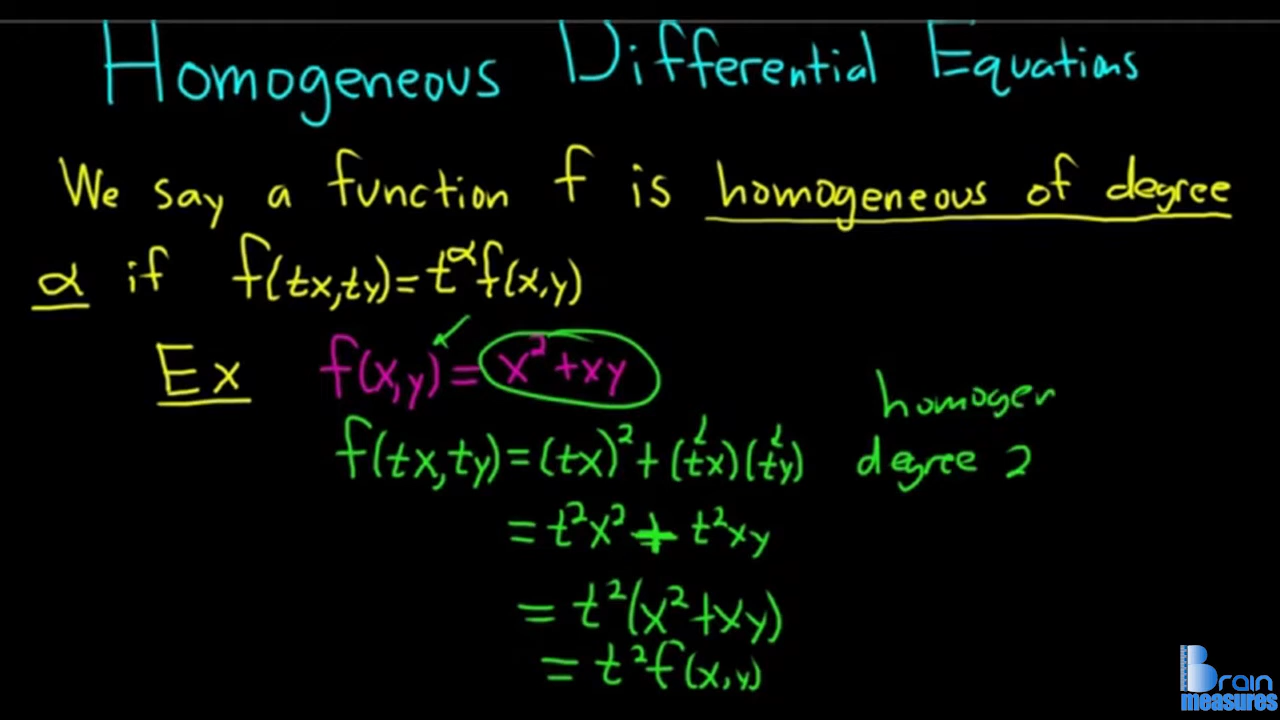 Homogeneous Differential Equations
We say a function f is homogeneous of degree
α if f(tx,ty)=t^αf(x,y)
Ex f(x,y)=x²+xy
homogen
f(tx,ty)=(tx)²+(tx)(ty)
degree 2
=t²x²+t²xy
=t²(x²+xy)
=t²f(x,y)
Brain
measures